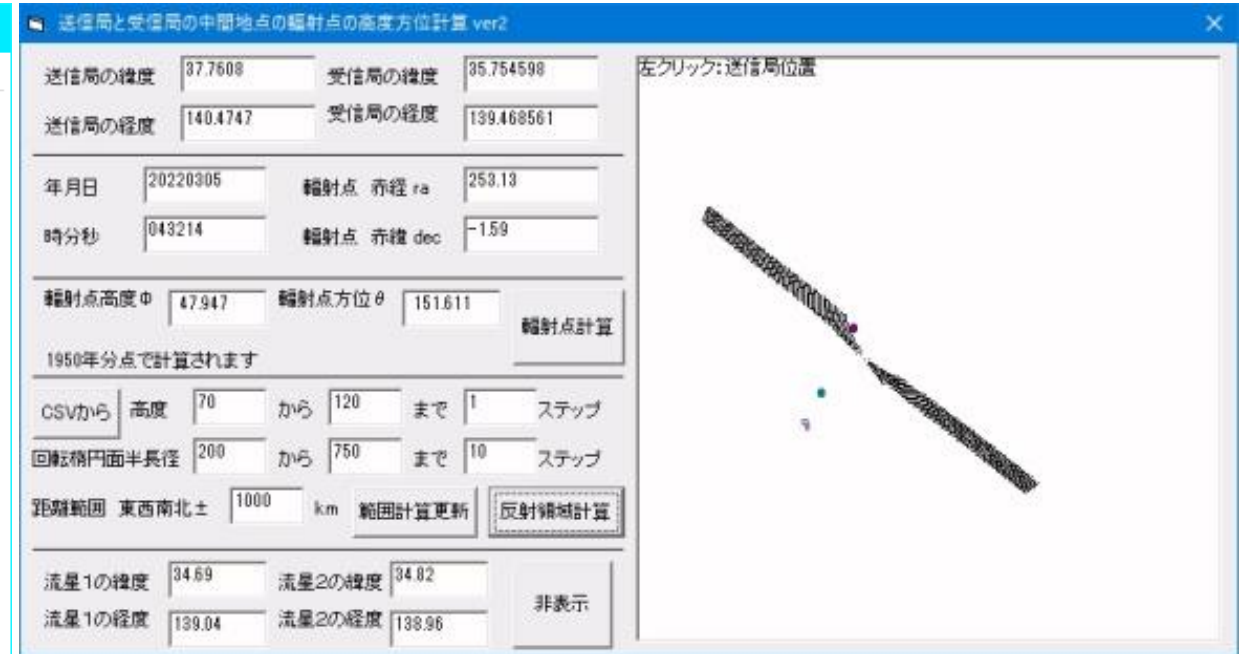 送信局と受信局の中間地点の輻射点の高度方位計算 ver2
送信局の緯度 37.7608 受信局の緯度 35.754598
送信局の経度 140.4747 受信局の経度 139.468561
年月日 20220305 輻射点 赤経 ra 253.13
時分秒 043214 輻射点 赤緯 dec -1.59
輻射点高度Φ 47.947 輻射点方位θ 151.611 輻射点計算
1950年分点で計算されます
CSVから 高度 70 から 120 まで 1 ステップ
回転楕円面半長径 200 から 750 まで 10 ステップ
距離範囲 東西南北± 1000 km 範囲計算更新 反射領域計算
流星1の緯度 34.69 流星2の緯度 34.82 非表示
流星1の経度 139.04 流星2の経度 138.96
左クリック:送信局位置